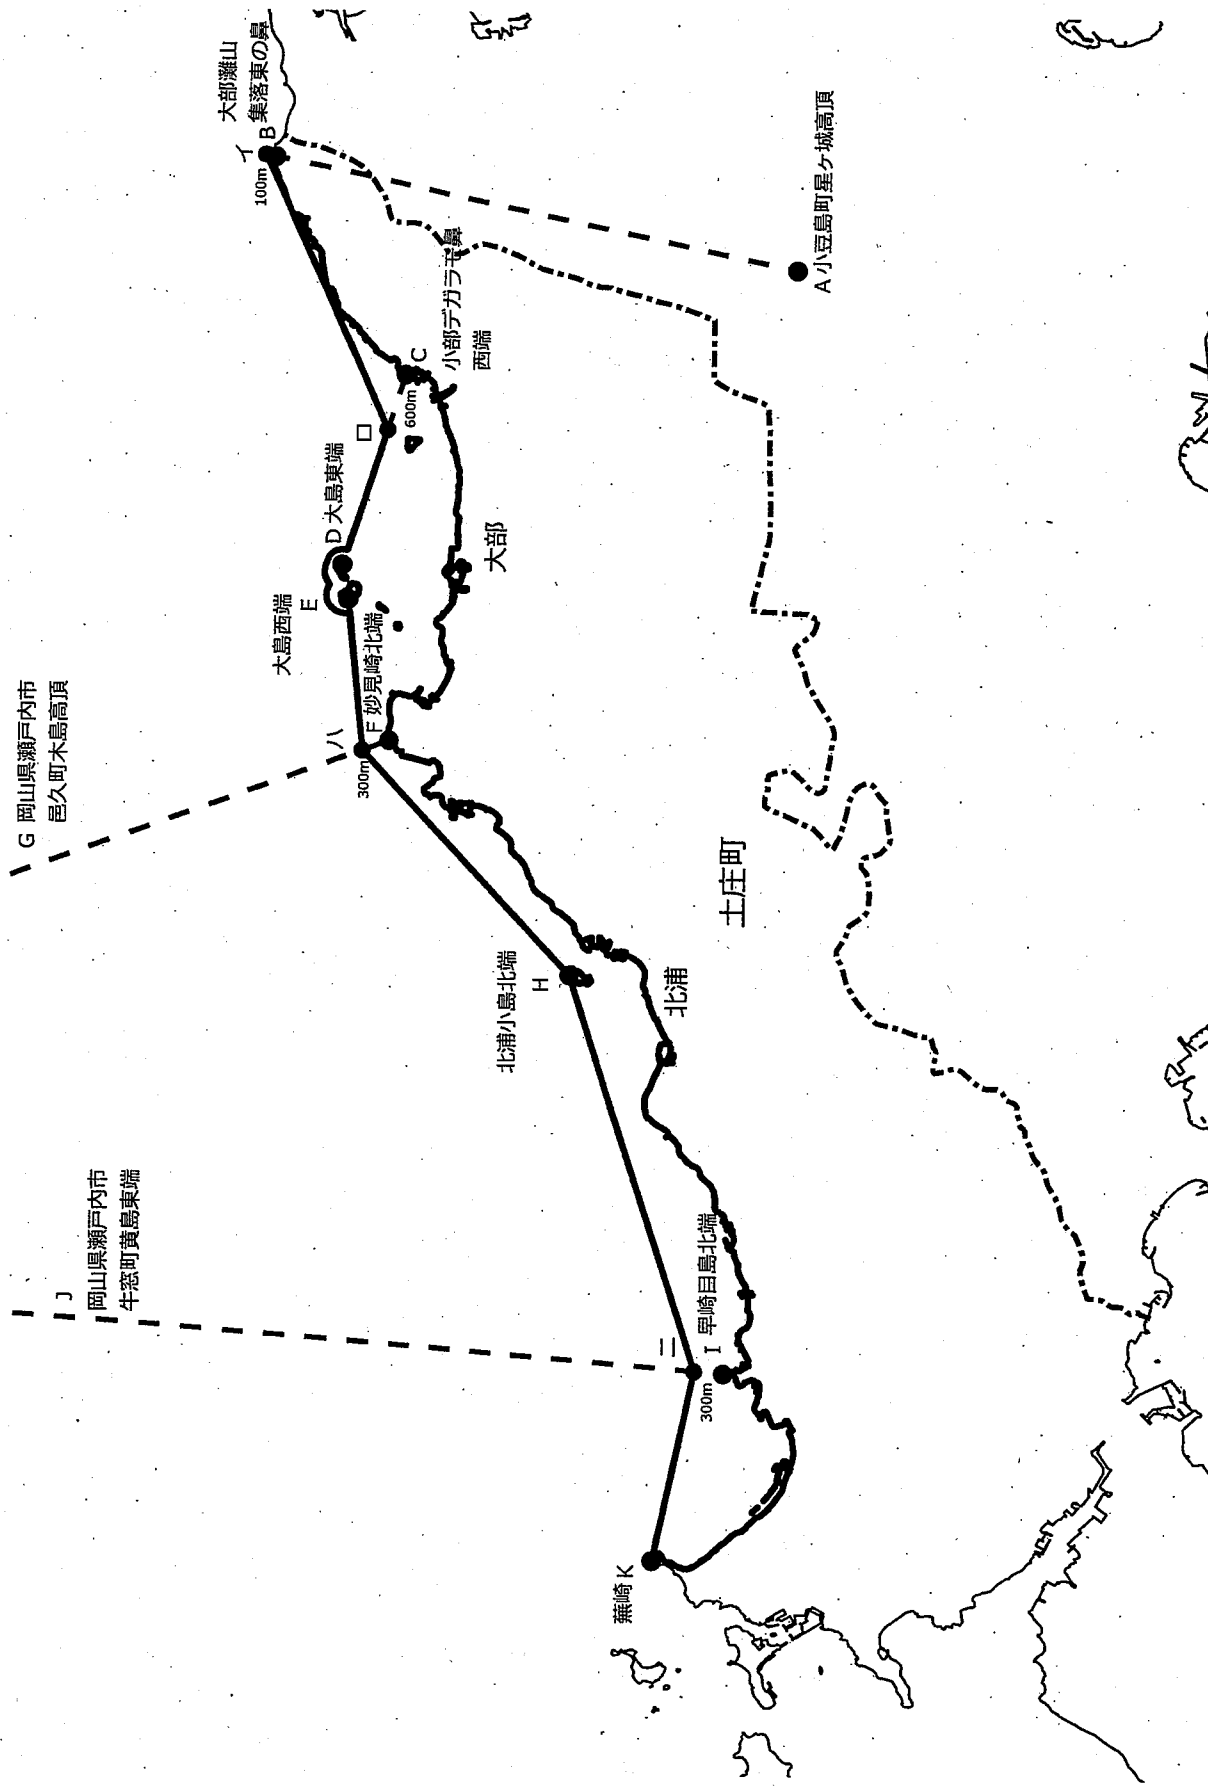 G 岡山県瀬戸内市
邑久町木島高頂
J
岡山県瀬戸内市
牛窓町黄島東端
大部灘山
集落東の鼻
イ
B
100m
A 小豆島町星ヶ城高頂
小部デガラモ鼻
西端
C
600m
ロ
D 大島東端
大島西端
E
大部
ハ
F 妙見崎北端
300m
土庄町
北浦小島北端
H
北浦
ニ
I 早崎目島北端
300m
蕪崎 K